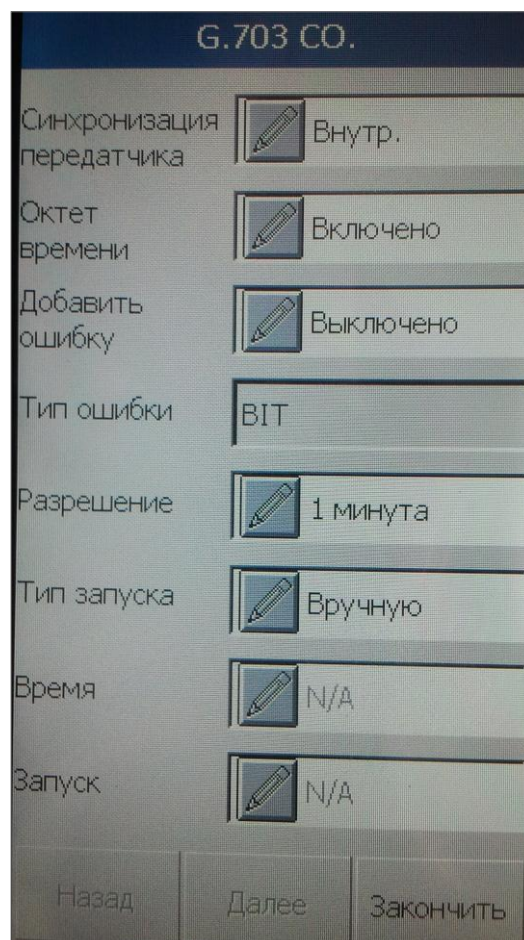 G.703 CO.
Синхронизация
передатчика
Внутр.
Октет
времени
Включено
Добавить
ошибку
Выключено
Тип ошибки
BIT
Разрешение
1 минута
Тип запуска
Вручную
Время
N/A
Запуск
N/A
Назад
Далее
Закончить